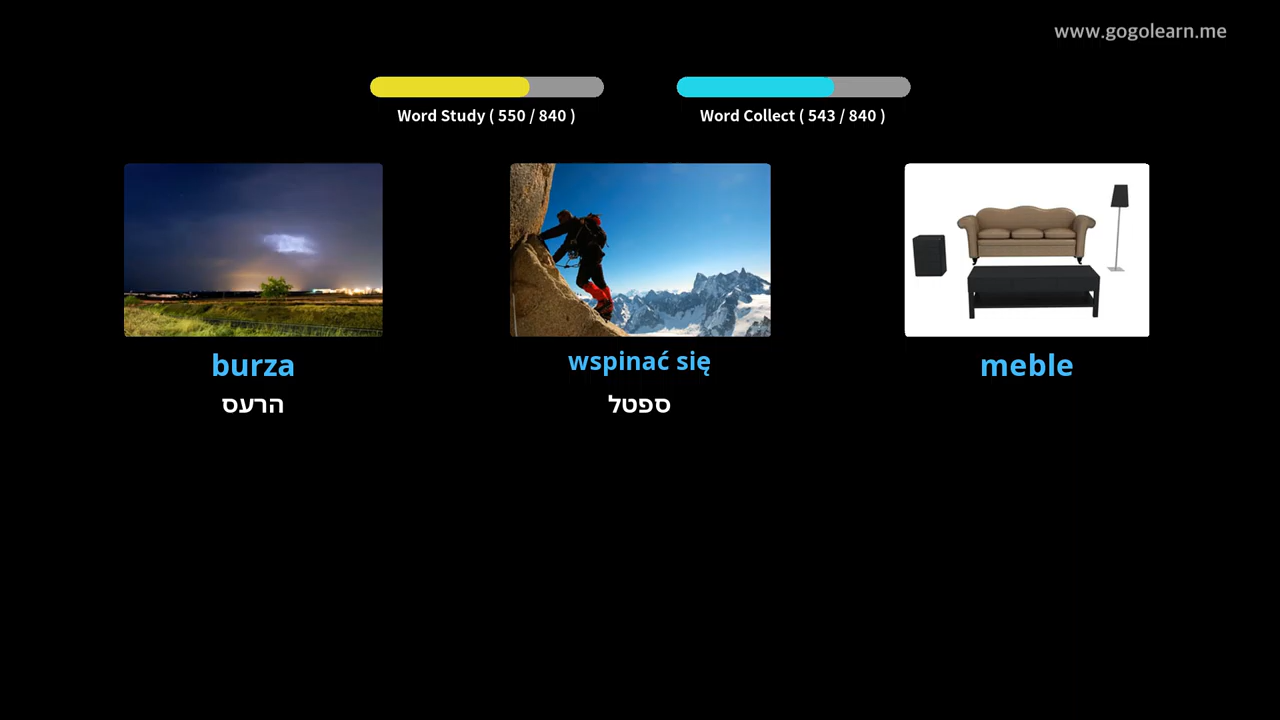 www.gogolearn.me
Word Study ( 550 / 840 )
Word Collect ( 543 / 840 )
burza
הרעס
wspinać się
ספטל
meble